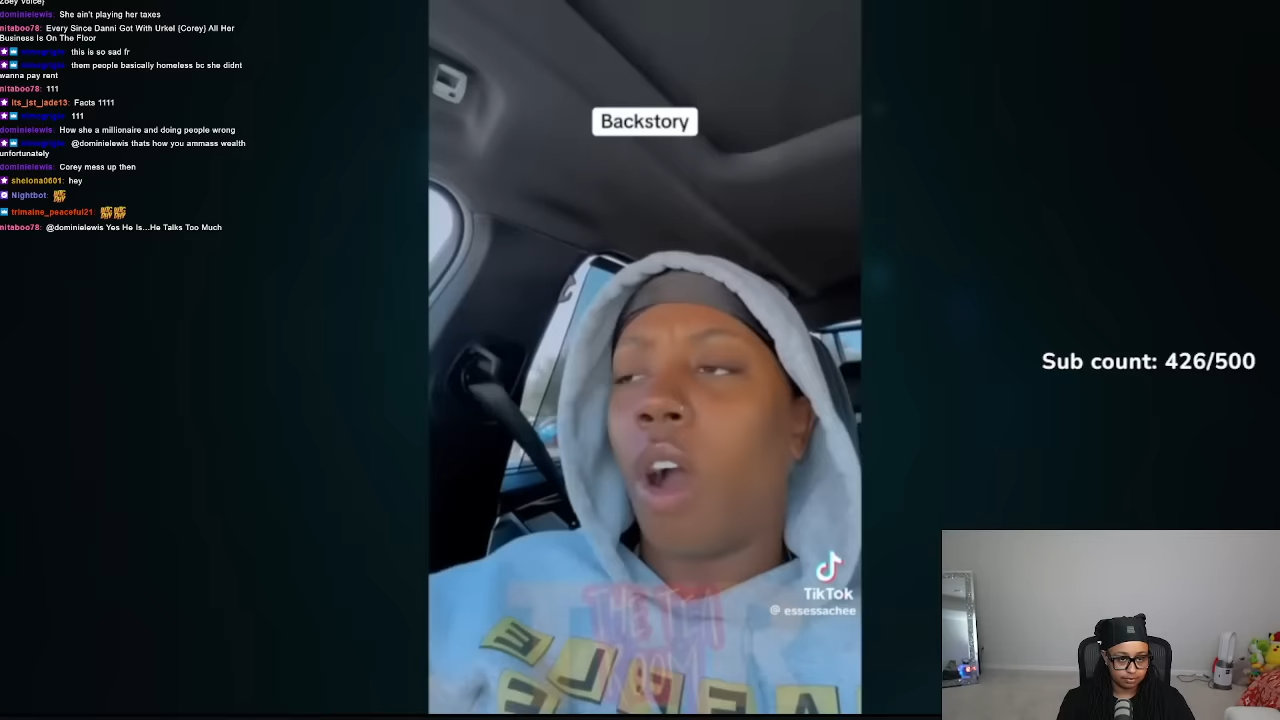 Zoey Voice}
dominielewis: She ain't playing her taxes
nitaboo78: Every Since Danni Got With Urkel {Corey} All Her
Business Is On The Floor
this is so sad fr
them people basically homeless bc she didnt
wanna pay rent
nitaboo78: 111
its_jst_jade13: Facts 1111
111
dominielewis: How she a millionaire and doing people wrong
@dominielewis thats how you ammass wealth
unfortunately
dominielewis: Corey mess up then
shelona0601: hey
Nightbot:
trimaine_peaceful21:
nitaboo78: @dominielewis Yes He Is...He Talks Too Much
Backstory
Sub count: 426/500
TikTok
@ essessachee
THE TEA